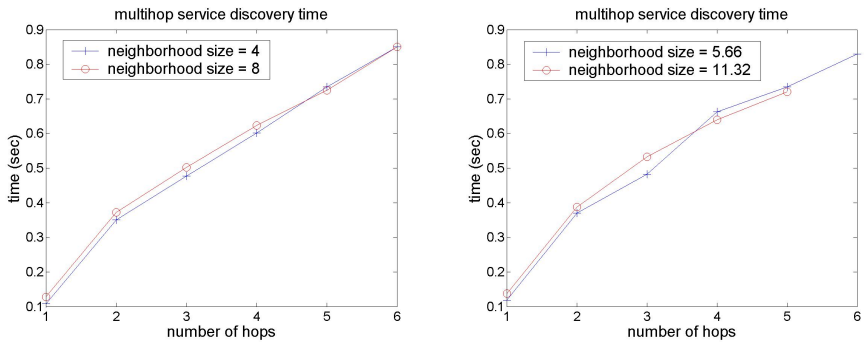 multihop service discovery time
0.9
0.8
0.7
0.6
0.5
0.4
0.3
0.2
0.1
time (sec)
neighborhood size = 4
neighborhood size = 8
1 2 3 4 5 6
number of hops
multihop service discovery time
0.9
0.8
0.7
0.6
0.5
0.4
0.3
0.2
0.1
time (sec)
neighborhood size = 5.66
neighborhood size = 11.32
1 2 3 4 5 6
number of hops